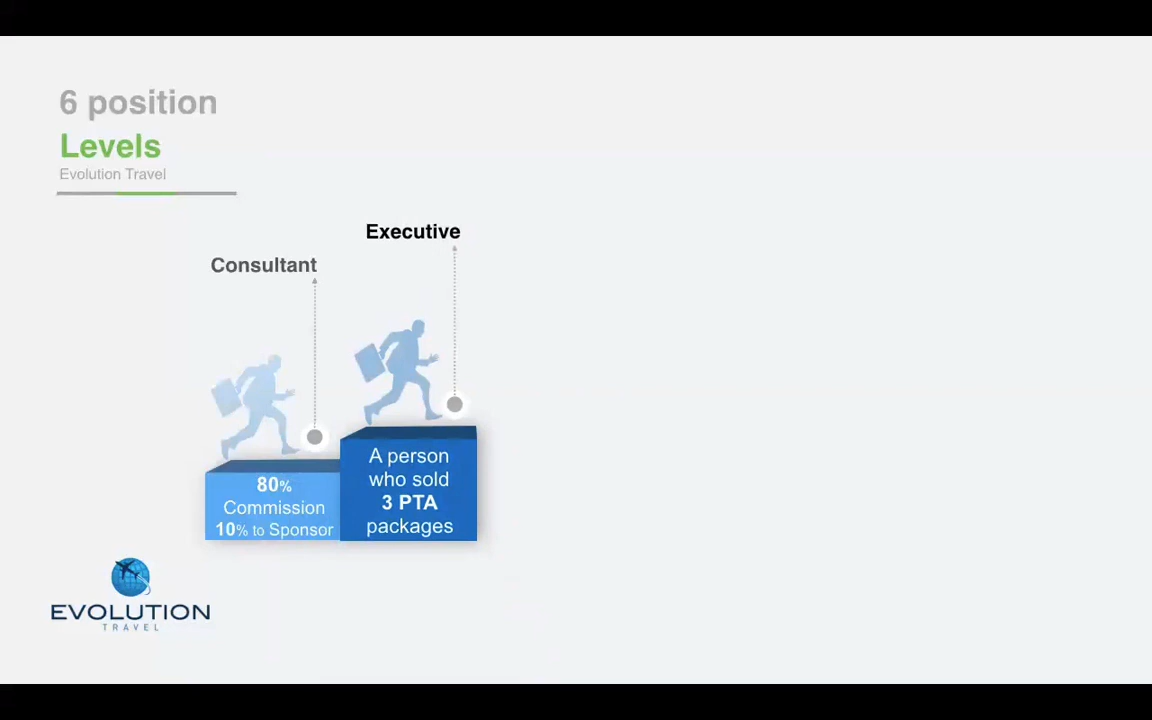 6 position
Levels
Evolution Travel
Executive
Consultant
80%
Commission
10% to Sponsor
A person
who sold
3 PTA
packages
EVOLUTION
TRAVEL